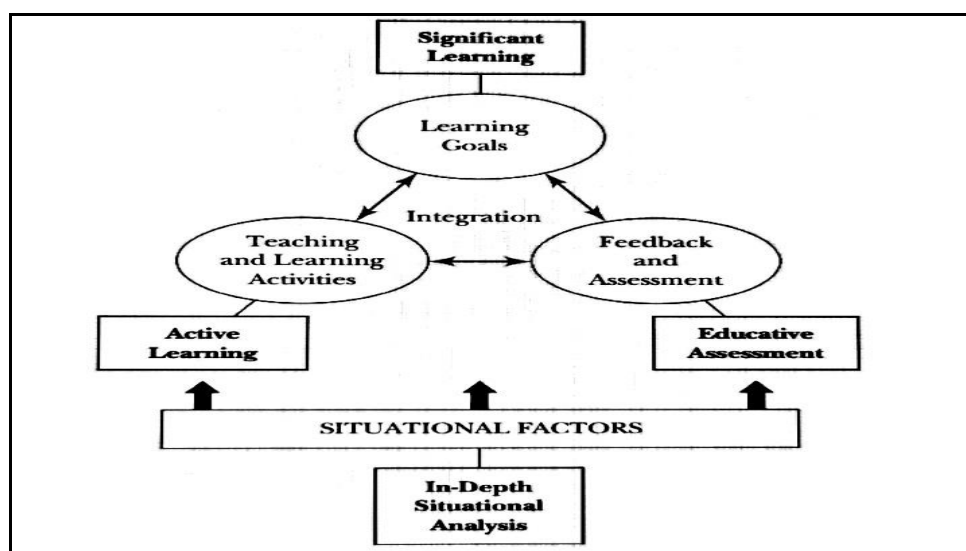 Significant
Learning
Learning
Goals
Integration
Teaching
and Learning
Activities
Feedback
and
Assessment
Active
Learning
Educative
Assessment
SITUATIONAL FACTORS
In-Depth
Situational
Analysis